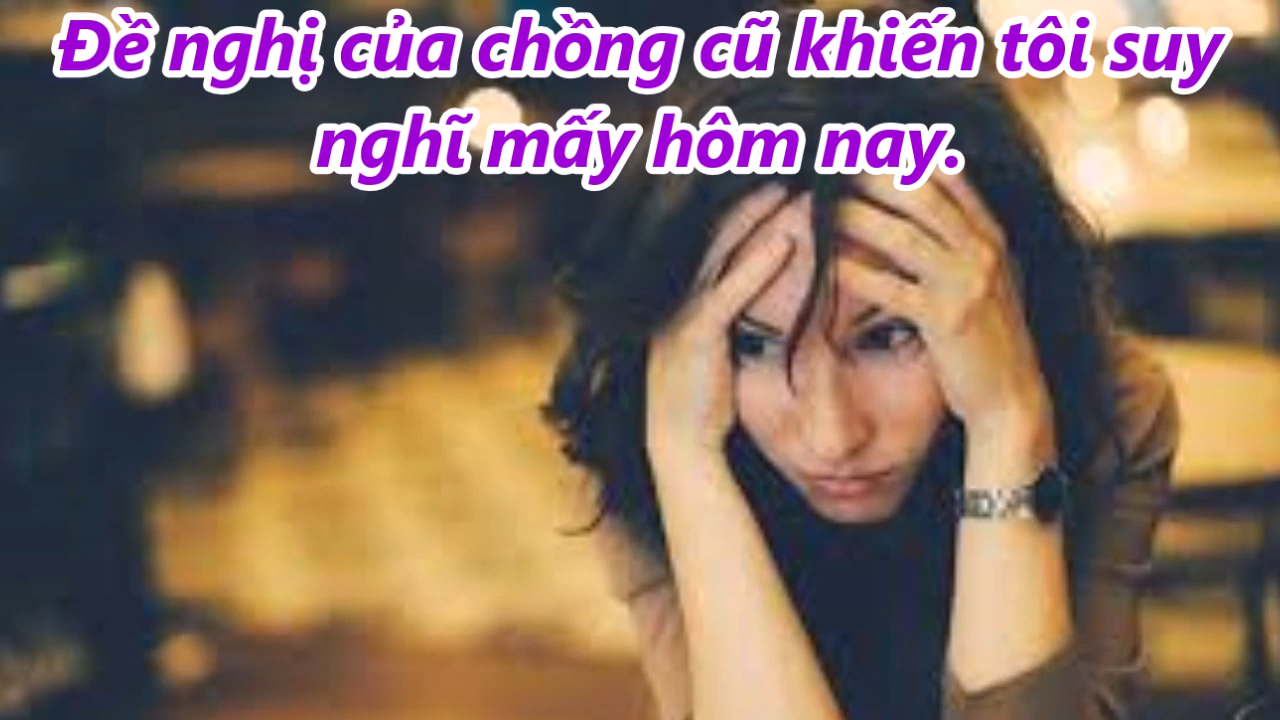 Đề nghị của chồng cũ khiến tôi suy
nghĩ mấy hôm nay.